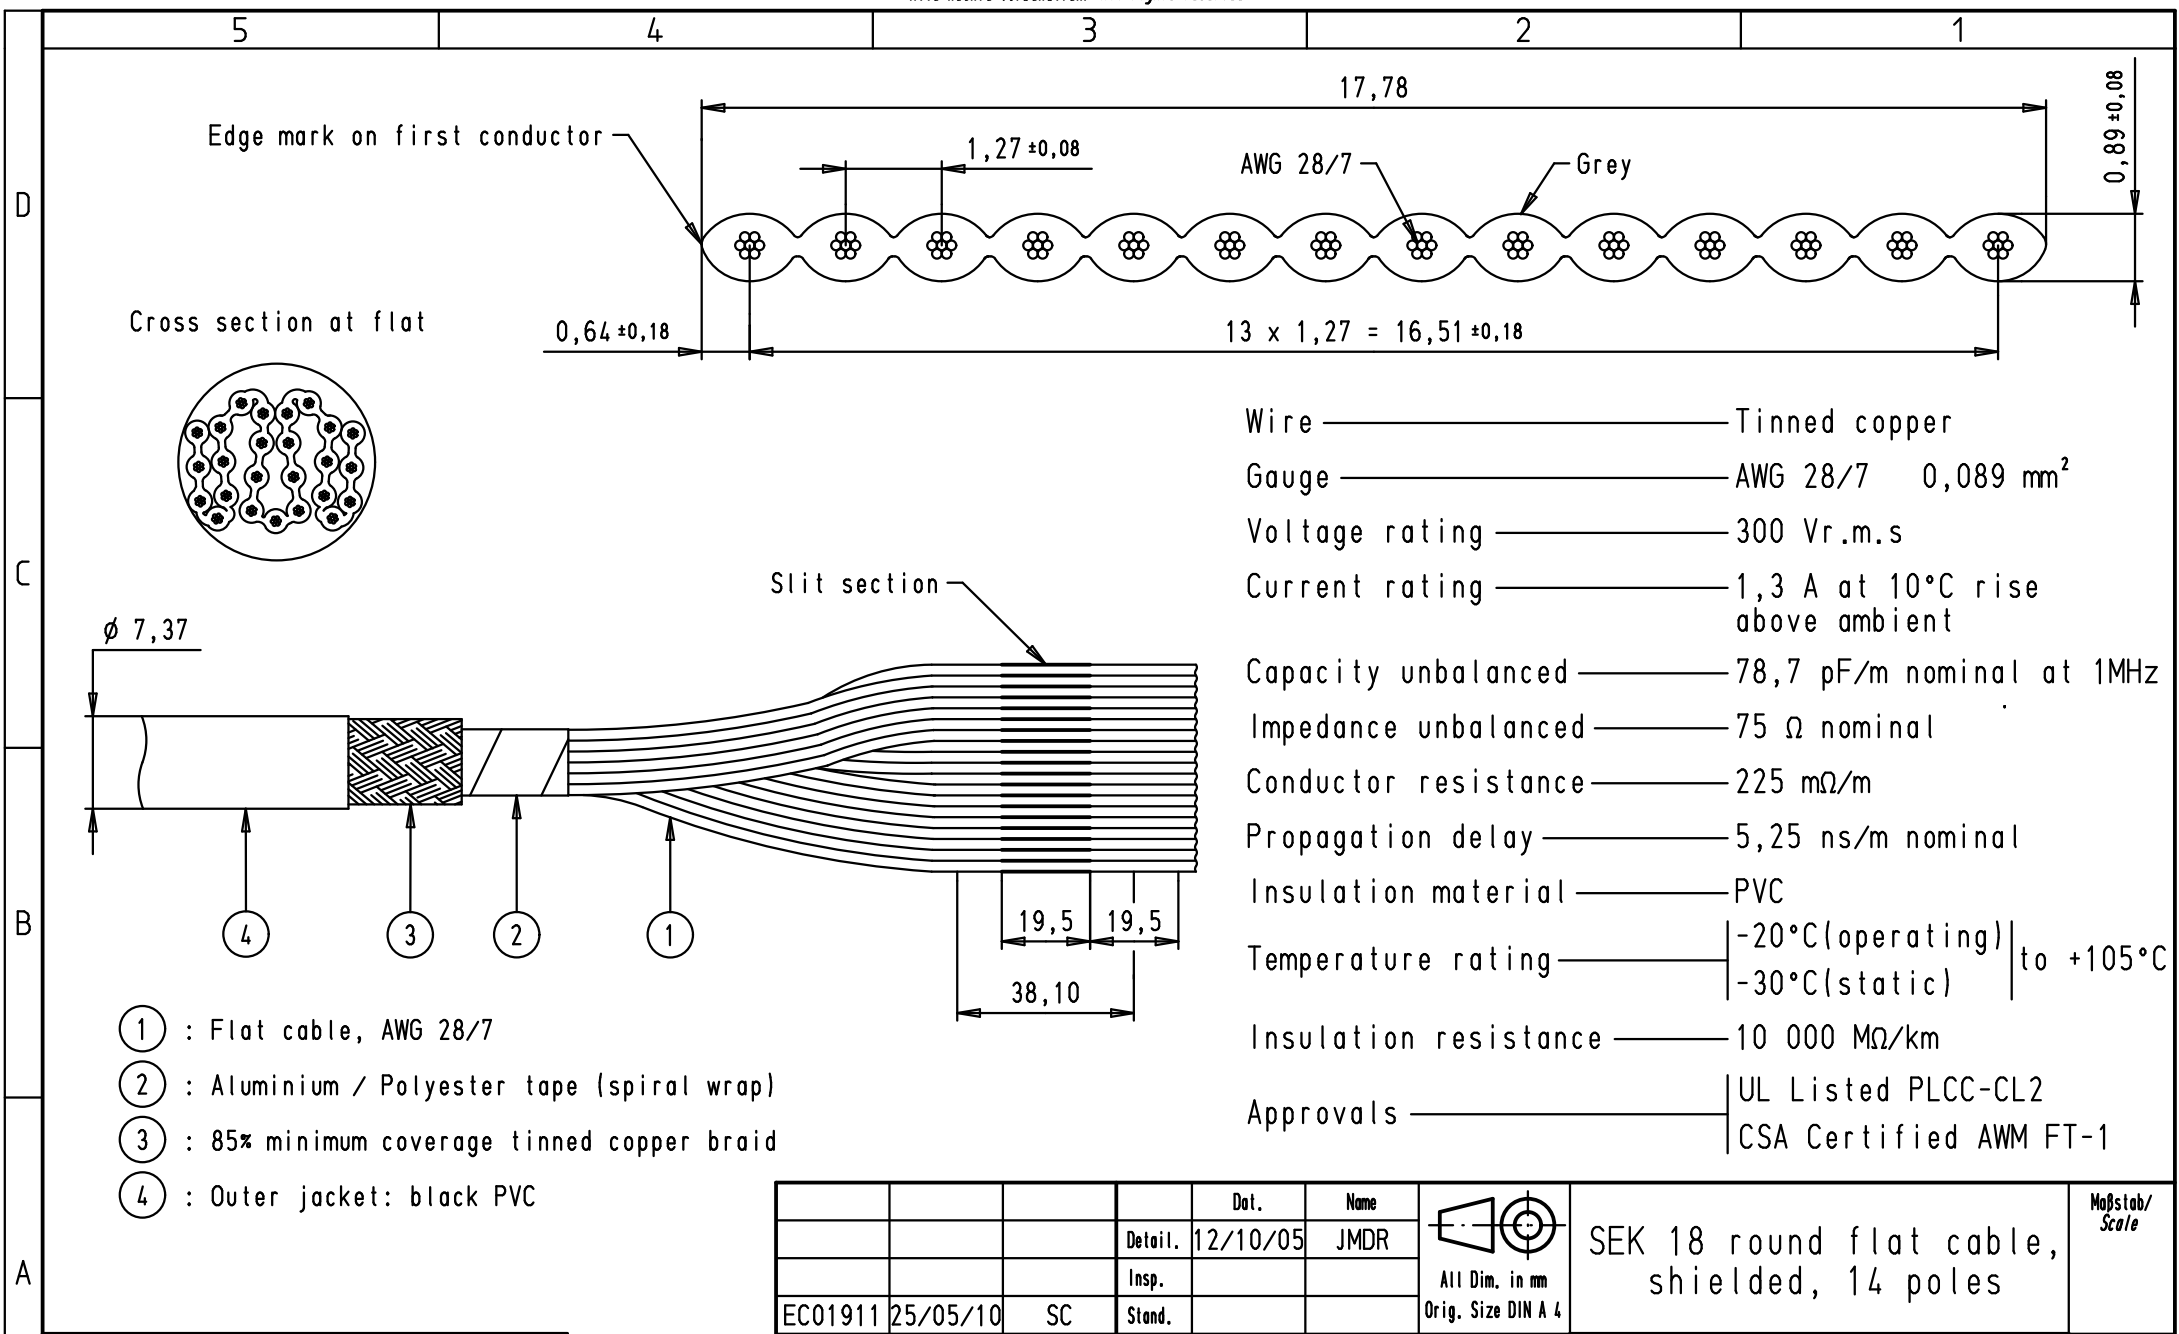 5 4 3 2 1
D
C
B
A
17,78
0,89 ±0,08
Edge mark on first conductor
1,27 ±0,08
AWG 28/7
Grey
Cross section at flat
0,64 ±0,18
13 x 1,27 = 16,51 ±0,18
Slit section
ø 7,37
4
3
2
1
19,5
19,5
38,10
Wire Tinned copper
Gauge AWG 28/7 0,089 mm²
Voltage rating 300 Vr.m.s
Current rating 1,3 A at 10°C rise
above ambient
Capacity unbalanced 78,7 pF/m nominal at 1MHz
Impedance unbalanced 75 Ω nominal
Conductor resistance 225 mΩ/m
Propagation delay 5,25 ns/m nominal
Insulation material PVC
Temperature rating -20°C(operating) to +105°C
-30°C(static)
Insulation resistance 10 000 MΩ/km
Approvals UL Listed PLCC-CL2
CSA Certified AWM FT-1
1 : Flat cable, AWG 28/7
2 : Aluminium / Polyester tape (spiral wrap)
3 : 85% minimum coverage tinned copper braid
4 : Outer jacket: black PVC
Dat. Name
Detail. 12/10/05 JMDR
Insp.
EC01911 25/05/10 SC Stand.
All Dim. in mm
Orig. Size DIN A 4
SEK 18 round flat cable,
shielded, 14 poles
Maßstab/
Scale